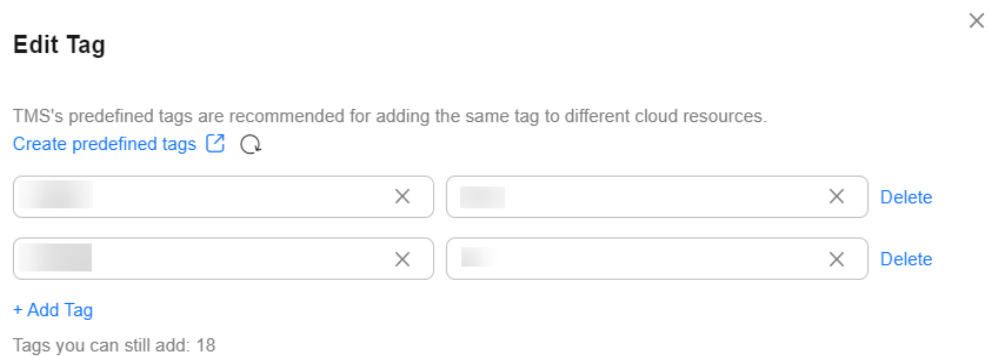 Edit Tag
TMS's predefined tags are recommended for adding the same tag to different cloud resources.
Create predefined tags
Delete
Delete
+ Add Tag
Tags you can still add: 18